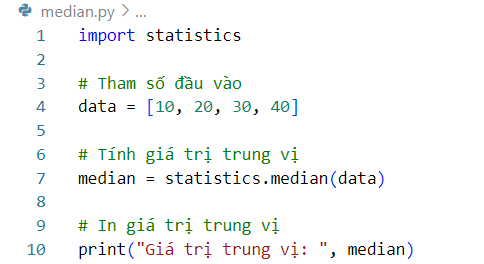 median.py > ...
1 import statistics
2
3 # Tham số đầu vào
4 data = [10, 20, 30, 40]
5
6 # Tính giá trị trung vị
7 median = statistics.median(data)
8
9 # In giá trị trung vị
10 print("Giá trị trung vị: ", median)